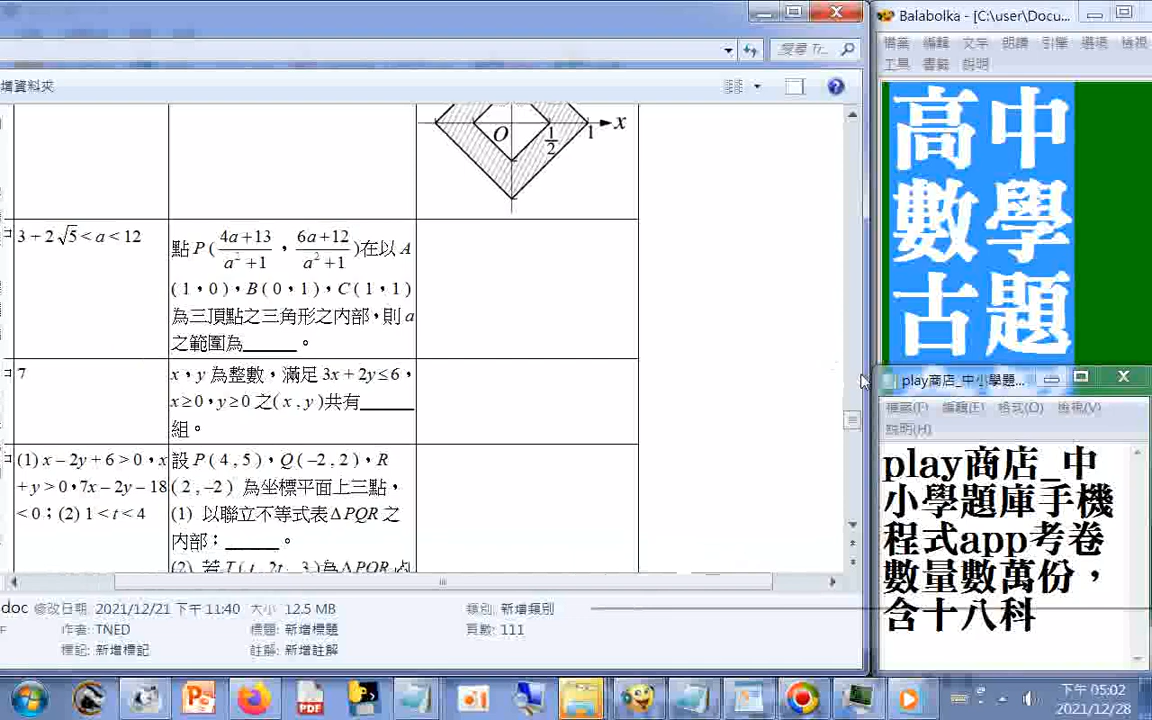 Balabolka - [C:\user\Docu...
檔案 編輯 文字 朗讀 引擎 選項 檢視
工具 書籤 說明
搜尋 Tr...
增資料夾
高中
數學
古題
O 1/2 1 x
3 + 2√5 < a < 12
點 P ( (4a+13)/(a²+1) , (6a+12)/(a²+1) ) 在以 A
( 1 , 0 ) , B ( 0 , 1 ) , C ( 1 , 1 )
為三頂點之三角形之內部,則 a
之範圍為______。
7
x , y 為整數,滿足 3x + 2y ≤ 6 ,
x ≥ 0 , y ≥ 0 之 ( x , y ) 共有______
組。
(1) x – 2y + 6 > 0 , x
+ y > 0 , 7x – 2y – 18
< 0 ; (2) 1 < t < 4
設 P ( 4 , 5 ) , Q ( –2 , 2 ) , R
( 2 , –2 ) 為坐標平面上三點,
(1) 以聯立不等式表 ΔPQR 之
內部:______。
(2) 若 T ( t , 2t – 3 ) 為 ΔPQR 內
play商店_中小學題...
檔案(F) 編輯(E) 格式(O) 檢視(V)
說明(H)
play商店_中
小學題庫手機
程式app考卷
數量數萬份,
含十八科
doc 修改日期: 2021/12/21 下午 11:40 大小: 12.5 MB 類別: 新增類別
作者: TNED 標題: 新增標題 頁數: 111
標記: 新增標記 註解: 新增註解
下午 05:02
2021/12/28